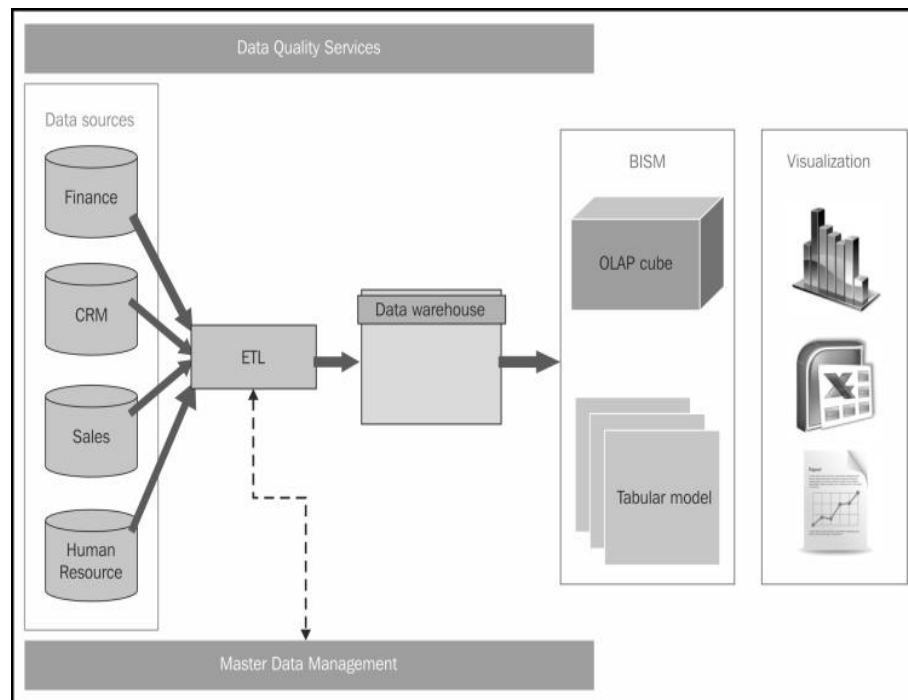 Data Quality Services
Data sources
Finance
CRM
Sales
Human
Resource
ETL
Data warehouse
BISM
OLAP cube
Tabular model
Visualization
Master Data Management